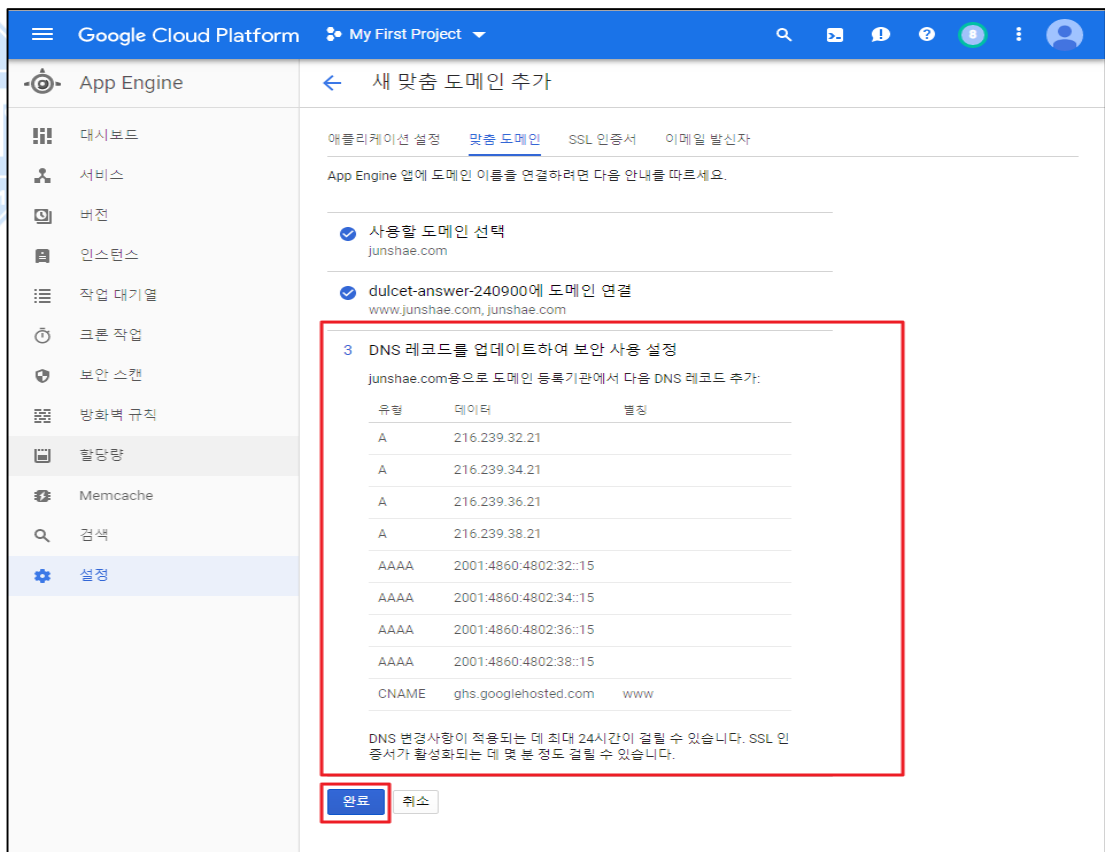 Google Cloud Platform
My First Project
8
App Engine
새 맞춤 도메인 추가
대시보드
서비스
버전
인스턴스
작업 대기열
크론 작업
보안 스캔
방화벽 규칙
할당량
Memcache
검색
설정
애플리케이션 설정 맞춤 도메인 SSL 인증서 이메일 발신자
App Engine 앱에 도메인 이름을 연결하려면 다음 안내를 따르세요.
사용할 도메인 선택
junshae.com
dulcet-answer-240900에 도메인 연결
www.junshae.com, junshae.com
3 DNS 레코드를 업데이트하여 보안 사용 설정
junshae.com용으로 도메인 등록기관에서 다음 DNS 레코드 추가:
유형 데이터 별칭
A 216.239.32.21
A 216.239.34.21
A 216.239.36.21
A 216.239.38.21
AAAA 2001:4860:4802:32::15
AAAA 2001:4860:4802:34::15
AAAA 2001:4860:4802:36::15
AAAA 2001:4860:4802:38::15
CNAME ghs.googlehosted.com www
DNS 변경사항이 적용되는 데 최대 24시간이 걸릴 수 있습니다. SSL 인
증서가 활성화되는 데 몇 분 정도 걸릴 수 있습니다.
완료 취소